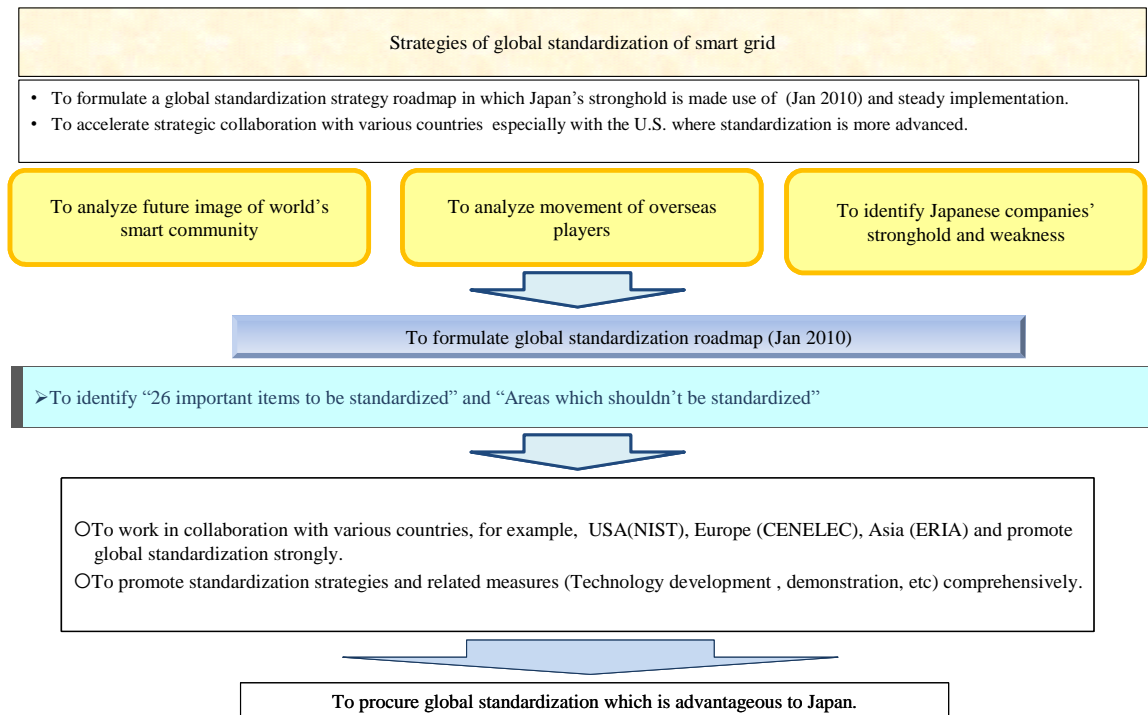 Strategies of global standardization of smart grid
• To formulate a global standardization strategy roadmap in which Japan’s stronghold is made use of (Jan 2010) and steady implementation.
• To accelerate strategic collaboration with various countries especially with the U.S. where standardization is more advanced.
To analyze future image of world’s
smart community
To analyze movement of overseas
players
To identify Japanese companies’
stronghold and weakness
To formulate global standardization roadmap (Jan 2010)
➢To identify “26 important items to be standardized” and “Areas which shouldn’t be standardized”
○To work in collaboration with various countries, for example, USA(NIST), Europe (CENELEC), Asia (ERIA) and promote
global standardization strongly.
○To promote standardization strategies and related measures (Technology development , demonstration, etc) comprehensively.
To procure global standardization which is advantageous to Japan.